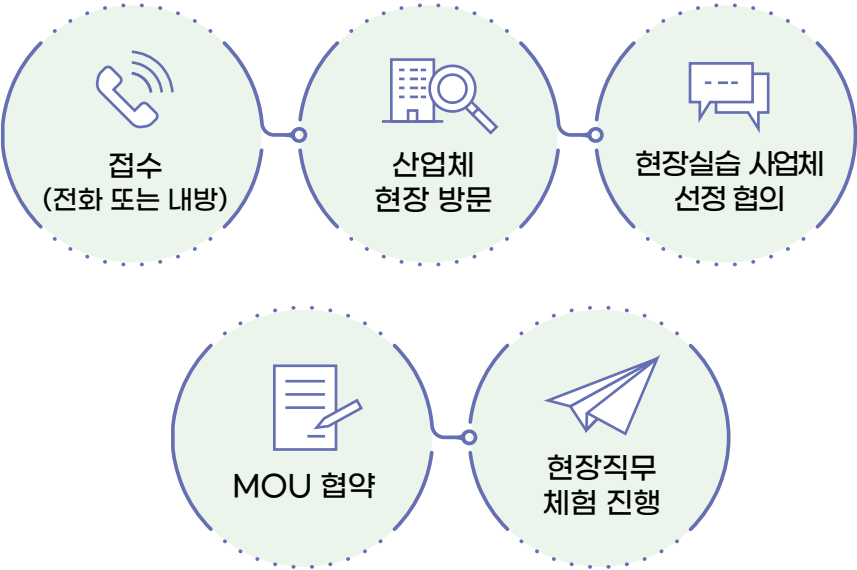 접수
(전화 또는 내방)
산업체
현장 방문
현장실습 사업체
선정 협의
MOU 협약
현장직무
체험 진행